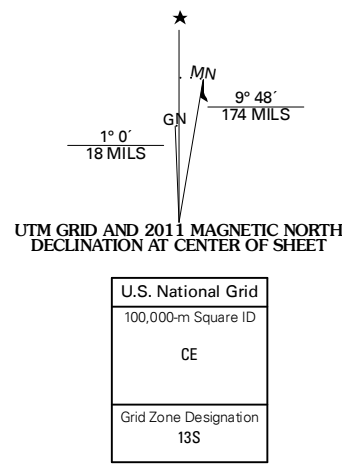 ★
MN
GN
9° 48´
174 MILS
1° 0´
18 MILS
UTM GRID AND 2011 MAGNETIC NORTH
DECLINATION AT CENTER OF SHEET
U.S. National Grid
100,000-m Square ID
CE
Grid Zone Designation
13S